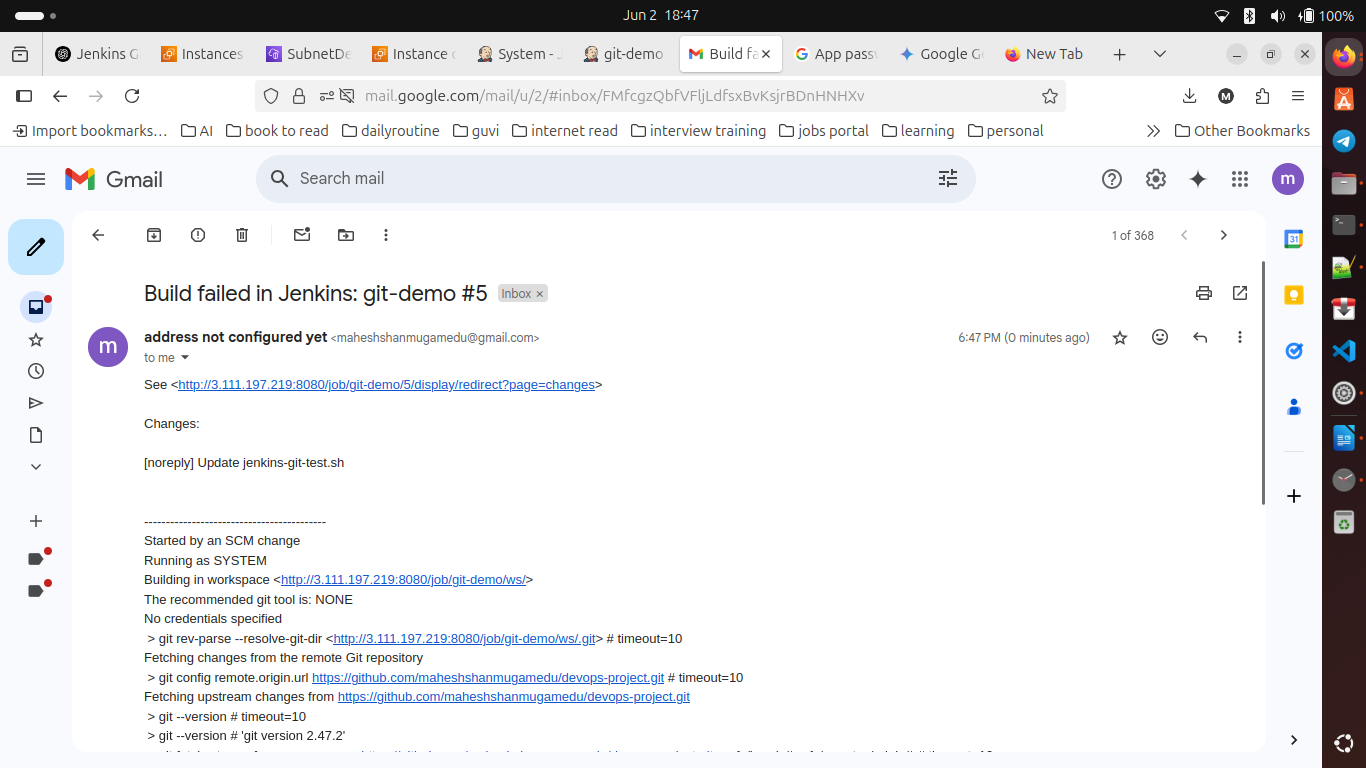 Jun 2 18:47
100%
Jenkins G
Instances
SubnetDe
Instance c
System - J
git-demo
Build fa
App pass
Google Ge
New Tab
mail.google.com/mail/u/2/#inbox/FMfcgzQbfVFljLdfsxBvKsjrBDnHNHXv
M
Import bookmarks…
AI
book to read
dailyroutine
guvi
internet read
interview training
jobs portal
learning
personal
Other Bookmarks
Gmail
Search mail
m
1 of 368
31
Build failed in Jenkins: git-demo #5
Inbox ×
m
address not configured yet <maheshshanmugamedu@gmail.com>
6:47 PM (0 minutes ago)
to me
See <http://3.111.197.219:8080/job/git-demo/5/display/redirect?page=changes>
Changes:
[noreply] Update jenkins-git-test.sh
------------------------------------------
Started by an SCM change
Running as SYSTEM
Building in workspace <http://3.111.197.219:8080/job/git-demo/ws/>
The recommended git tool is: NONE
No credentials specified
> git rev-parse --resolve-git-dir <http://3.111.197.219:8080/job/git-demo/ws/.git> # timeout=10
Fetching changes from the remote Git repository
> git config remote.origin.url https://github.com/maheshshanmugamedu/devops-project.git # timeout=10
Fetching upstream changes from https://github.com/maheshshanmugamedu/devops-project.git
> git --version # timeout=10
> git --version # 'git version 2.47.2'